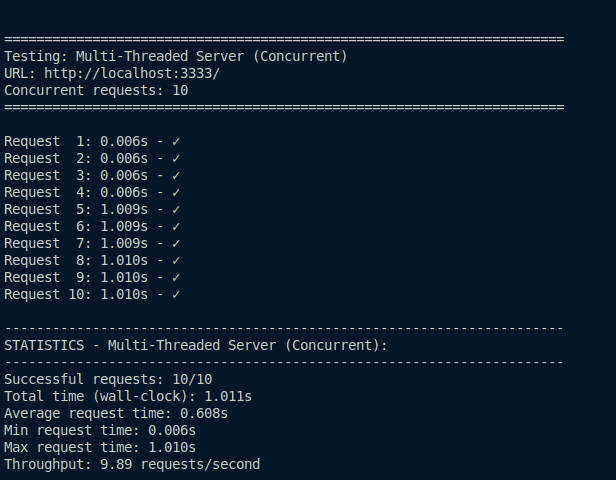 ======================================================================
Testing: Multi-Threaded Server (Concurrent)
URL: http://localhost:3333/
Concurrent requests: 10
======================================================================
Request  1: 0.006s - ✓
Request  2: 0.006s - ✓
Request  3: 0.006s - ✓
Request  4: 0.006s - ✓
Request  5: 1.009s - ✓
Request  6: 1.009s - ✓
Request  7: 1.009s - ✓
Request  8: 1.010s - ✓
Request  9: 1.010s - ✓
Request 10: 1.010s - ✓
----------------------------------------------------------------------
STATISTICS - Multi-Threaded Server (Concurrent):
----------------------------------------------------------------------
Successful requests: 10/10
Total time (wall-clock): 1.011s
Average request time: 0.608s
Min request time: 0.006s
Max request time: 1.010s
Throughput: 9.89 requests/second